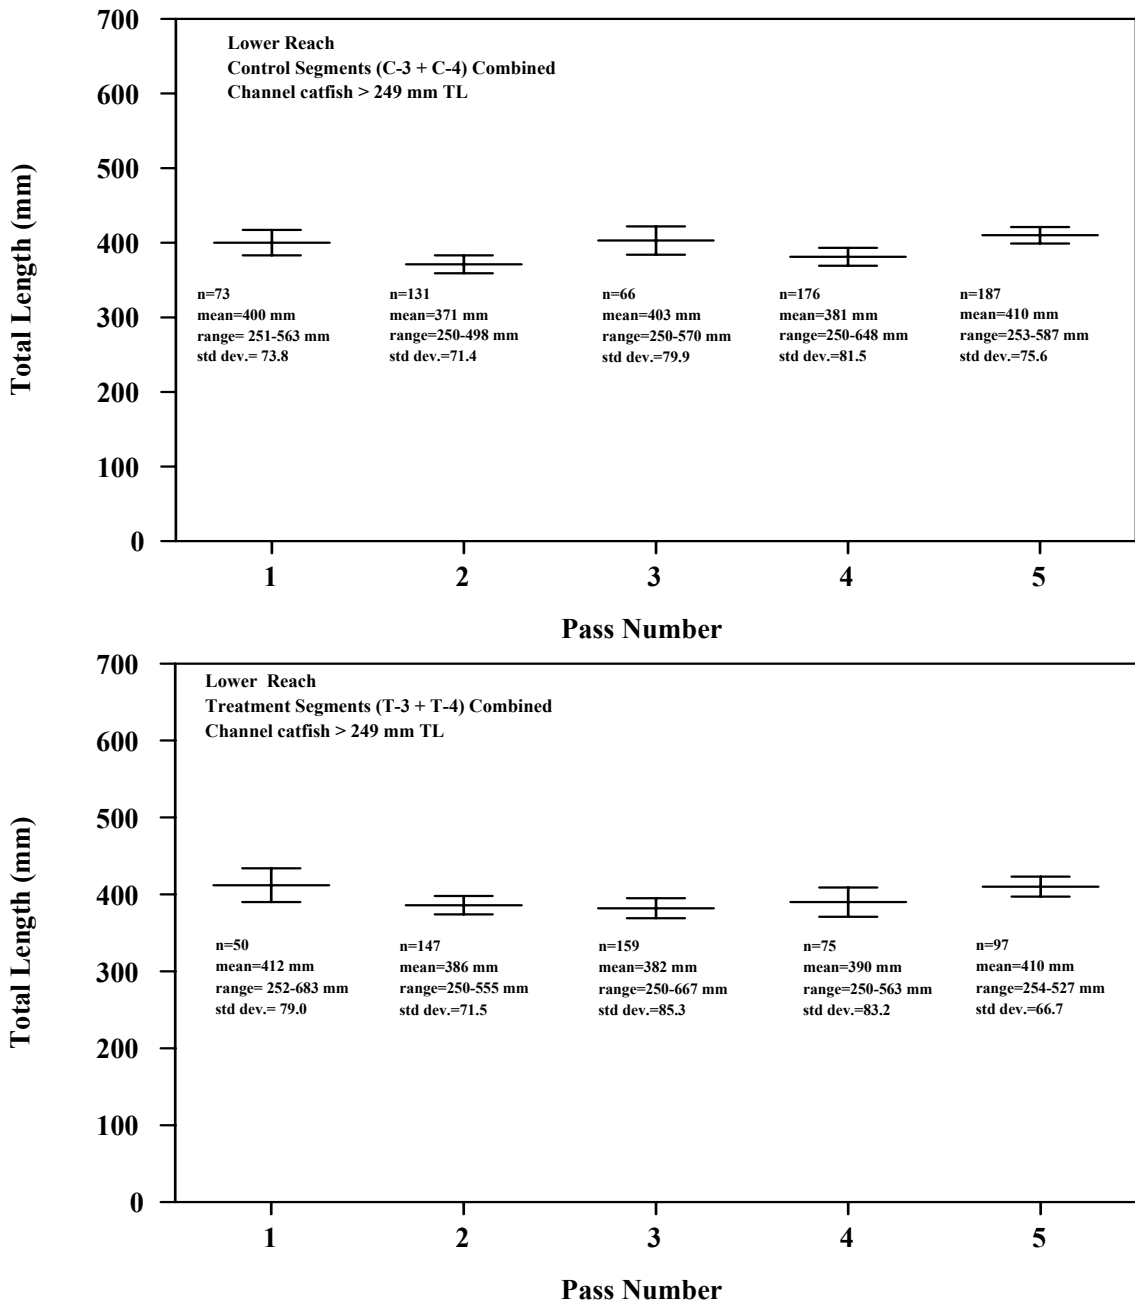 700
600
500
400
300
200
100
0
Total Length (mm)
Lower Reach
Control Segments (C-3 + C-4) Combined
Channel catfish > 249 mm TL
n=73
mean=400 mm
range= 251-563 mm
std dev.= 73.8
n=131
mean=371 mm
range=250-498 mm
std dev.=71.4
n=66
mean=403 mm
range=250-570 mm
std dev.=79.9
n=176
mean=381 mm
range=250-648 mm
std dev.=81.5
n=187
mean=410 mm
range=253-587 mm
std dev.=75.6
1 2 3 4 5
Pass Number
700
600
500
400
300
200
100
0
Total Length (mm)
Lower Reach
Treatment Segments (T-3 + T-4) Combined
Channel catfish > 249 mm TL
n=50
mean=412 mm
range= 252-683 mm
std dev.= 79.0
n=147
mean=386 mm
range=250-555 mm
std dev.=71.5
n=159
mean=382 mm
range=250-667 mm
std dev.=85.3
n=75
mean=390 mm
range=250-563 mm
std dev.=83.2
n=97
mean=410 mm
range=254-527 mm
std dev.=66.7
1 2 3 4 5
Pass Number